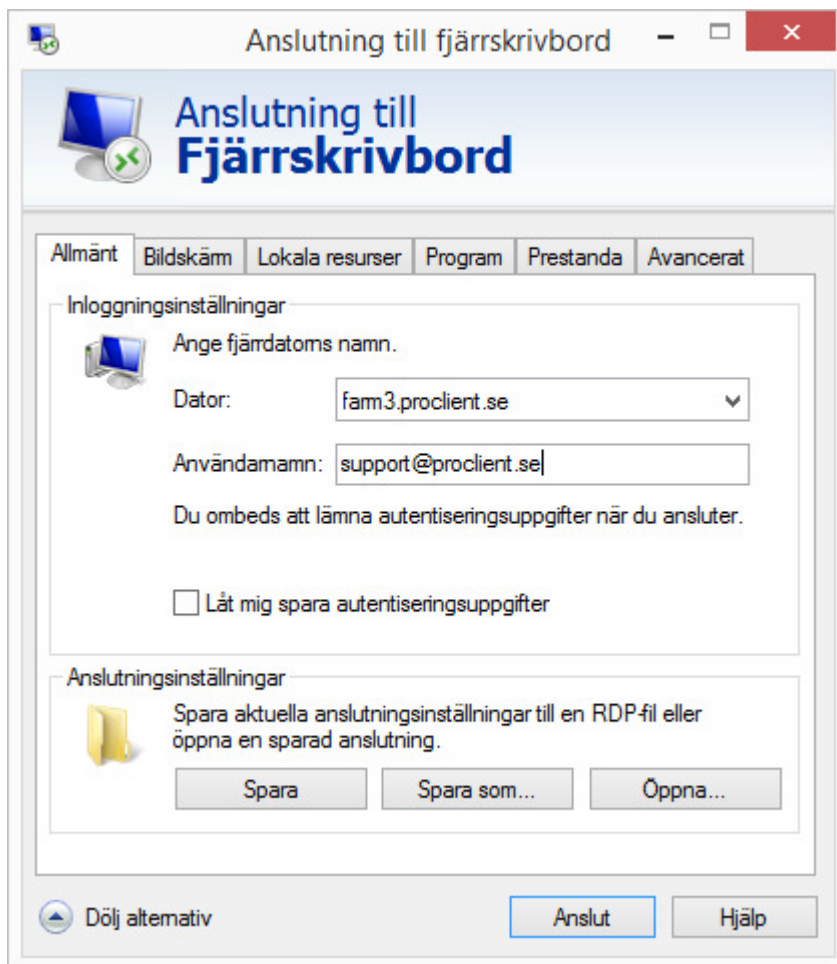 Anslutning till fjärrskrivbord
Anslutning till
Fjärrskrivbord
Allmänt Bildskärm Lokala resurser Program Prestanda Avancerat
Inloggningsinställningar
Ange fjärrdatorns namn.
Dator: farm3.proclient.se
Användarnamn: support@proclient.se
Du ombeds att lämna autentiseringsuppgifter när du ansluter.
Låt mig spara autentiseringsuppgifter
Anslutningsinställningar
Spara aktuella anslutningsinställningar till en RDP-fil eller
öppna en sparad anslutning.
Spara Spara som... Öppna...
Dölj alternativ Anslut Hjälp